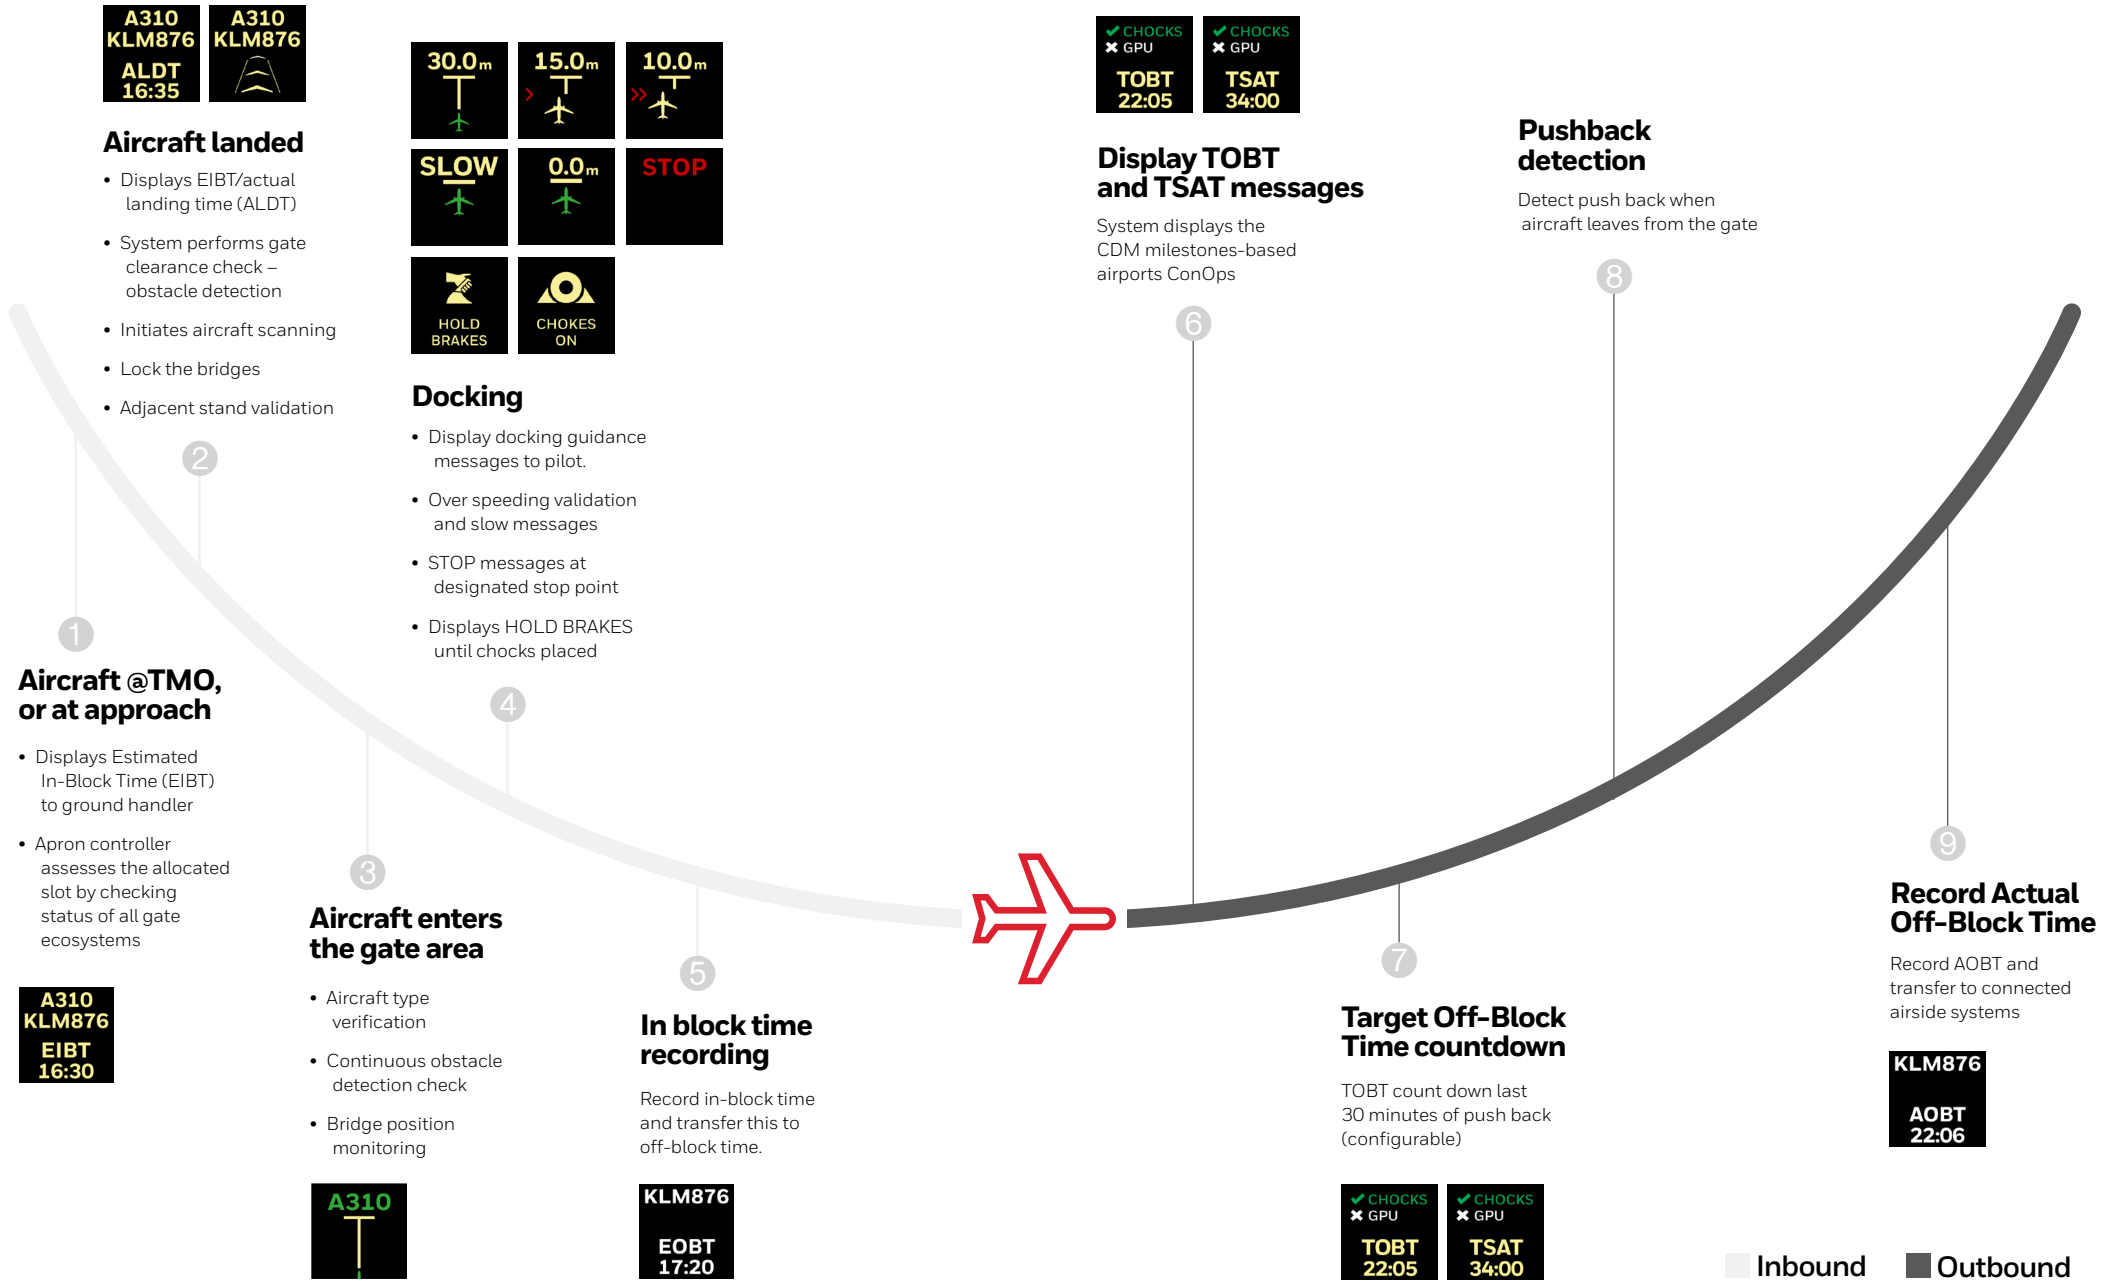 A310
KLM876
ALDT
16:35
A310
KLM876
Aircraft landed
• Displays EIBT/actual
landing time (ALDT)
• System performs gate
clearance check –
obstacle detection
• Initiates aircraft scanning
• Lock the bridges
• Adjacent stand validation
2
30.0m
15.0m
10.0m
SLOW
0.0m
STOP
HOLD
BRAKES
CHOKES
ON
Docking
• Display docking guidance
messages to pilot.
• Over speeding validation
and slow messages
• STOP messages at
designated stop point
• Displays HOLD BRAKES
until chocks placed
4
1
Aircraft @TMO,
or at approach
• Displays Estimated
In-Block Time (EIBT)
to ground handler
• Apron controller
assesses the allocated
slot by checking
status of all gate
ecosystems
A310
KLM876
EIBT
16:30
3
Aircraft enters
the gate area
• Aircraft type
verification
• Continuous obstacle
detection check
• Bridge position
monitoring
A310
5
In block time
recording
Record in-block time
and transfer this to
off-block time.
KLM876
EOBT
17:20
CHOCKS
GPU
TOBT
22:05
CHOCKS
GPU
TSAT
34:00
Display TOBT
and TSAT messages
System displays the
CDM milestones-based
airports ConOps
6
Pushback
detection
Detect push back when
aircraft leaves from the gate
8
7
Target Off-Block
Time countdown
TOBT count down last
30 minutes of push back
(configurable)
CHOCKS
GPU
TOBT
22:05
CHOCKS
GPU
TSAT
34:00
9
Record Actual
Off-Block Time
Record AOBT and
transfer to connected
airside systems
KLM876
AOBT
22:06
Inbound
Outbound